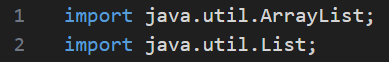 1 import java.util.ArrayList;
2 import java.util.List;